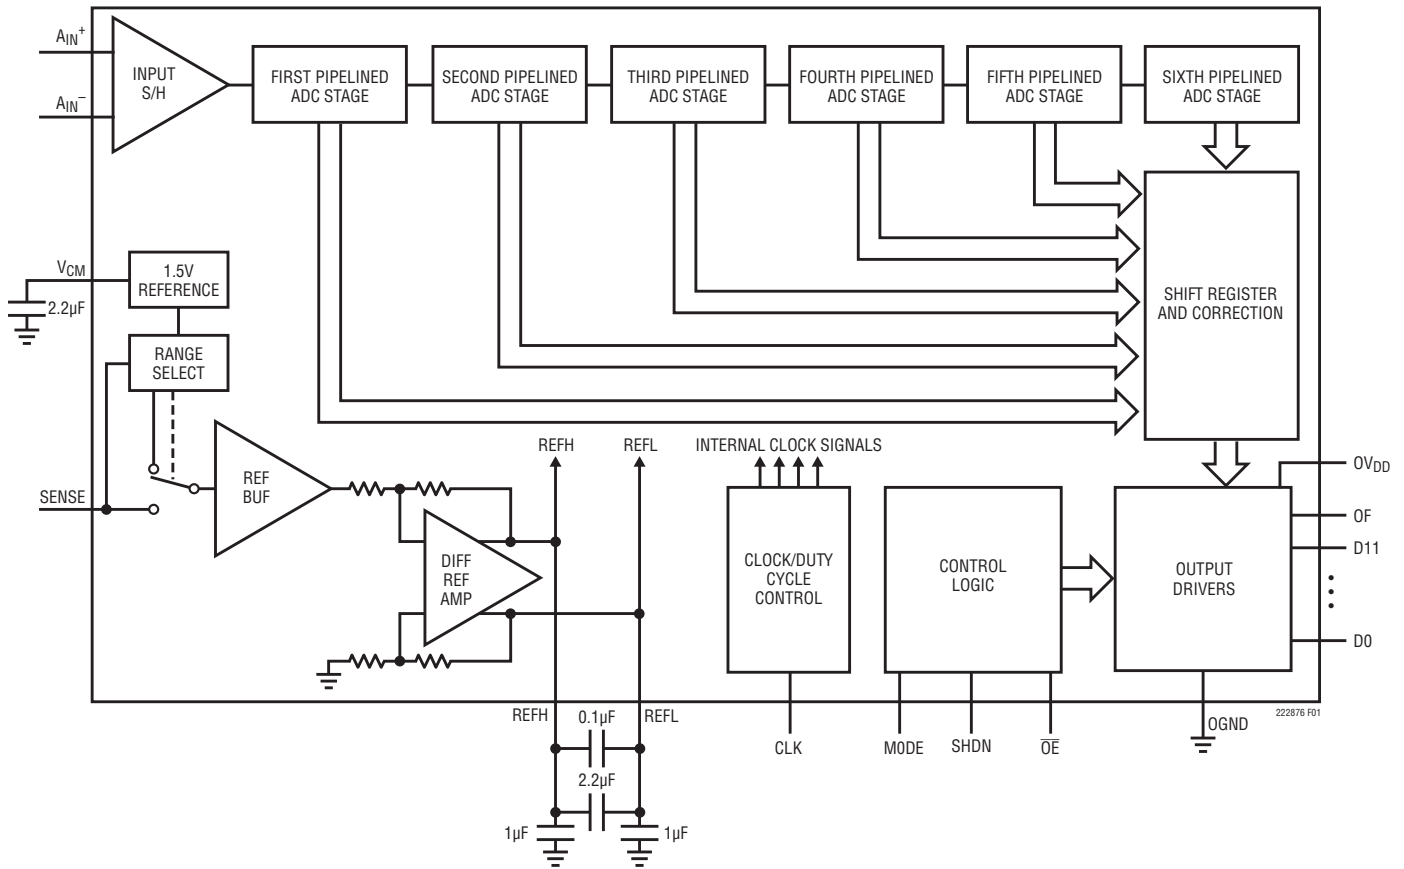 AIN+
AIN–
INPUT
S/H
FIRST PIPELINED
ADC STAGE
SECOND PIPELINED
ADC STAGE
THIRD PIPELINED
ADC STAGE
FOURTH PIPELINED
ADC STAGE
FIFTH PIPELINED
ADC STAGE
SIXTH PIPELINED
ADC STAGE
VCM
2.2µF
1.5V
REFERENCE
RANGE
SELECT
SHIFT REGISTER
AND CORRECTION
SENSE
REF
BUF
REFH
REFL
INTERNAL CLOCK SIGNALS
DIFF
REF
AMP
CLOCK/DUTY
CYCLE
CONTROL
CONTROL
LOGIC
OUTPUT
DRIVERS
OVDD
OF
D11
D0
REFH
0.1µF
REFL
2.2µF
1µF
1µF
CLK
MODE
SHDN
O̅E̅
OGND
222876 F01